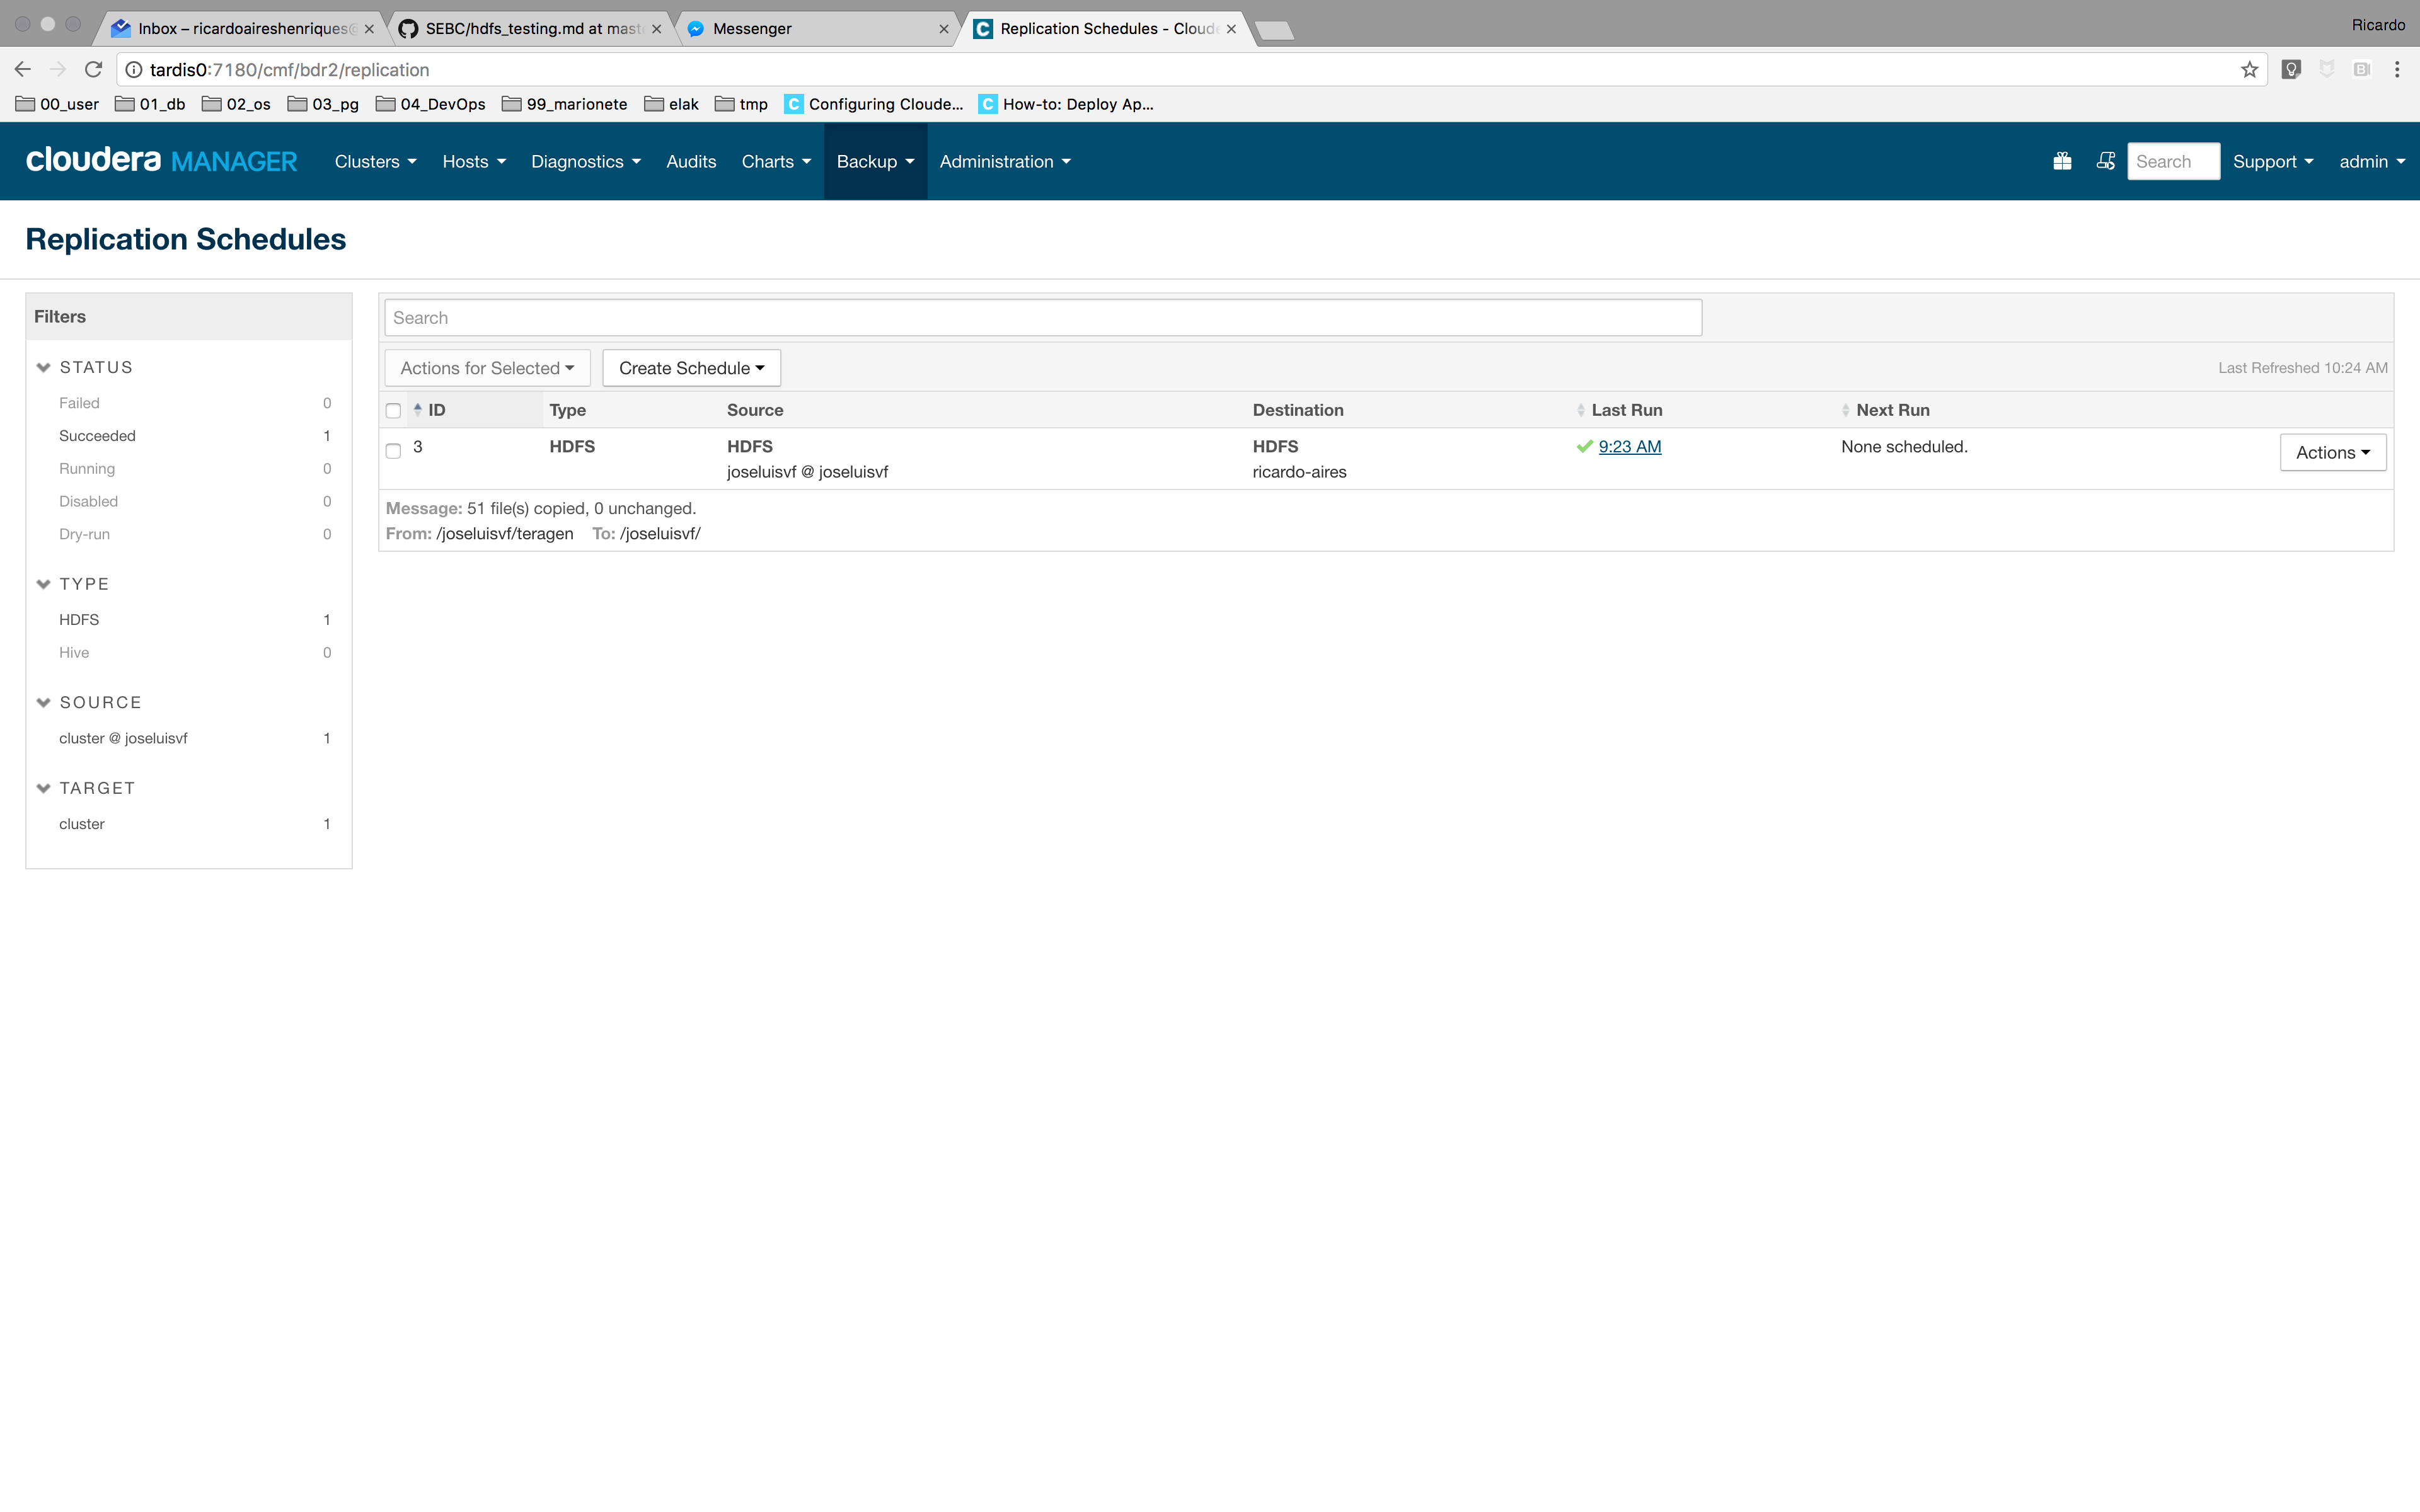 Inbox – ricardoaireshenriques@
SEBC/hdfs_testing.md at mast
Messenger
Replication Schedules - Cloud
Ricardo
tardis0:7180/cmf/bdr2/replication
00_user 01_db 02_os 03_pg 04_DevOps 99_marionete elak tmp Configuring Cloude... How-to: Deploy Ap...
cloudera MANAGER Clusters Hosts Diagnostics Audits Charts Backup Administration Search Support admin
Replication Schedules
Filters
STATUS
Failed 0
Succeeded 1
Running 0
Disabled 0
Dry-run 0
TYPE
HDFS 1
Hive 0
SOURCE
cluster @ joseluisvf 1
TARGET
cluster 1
Search
Actions for Selected Create Schedule Last Refreshed 10:24 AM
ID Type Source Destination Last Run Next Run
3 HDFS HDFS HDFS 9:23 AM None scheduled. Actions
joseluisvf @ joseluisvf ricardo-aires
Message: 51 file(s) copied, 0 unchanged.
From: /joseluisvf/teragen To: /joseluisvf/